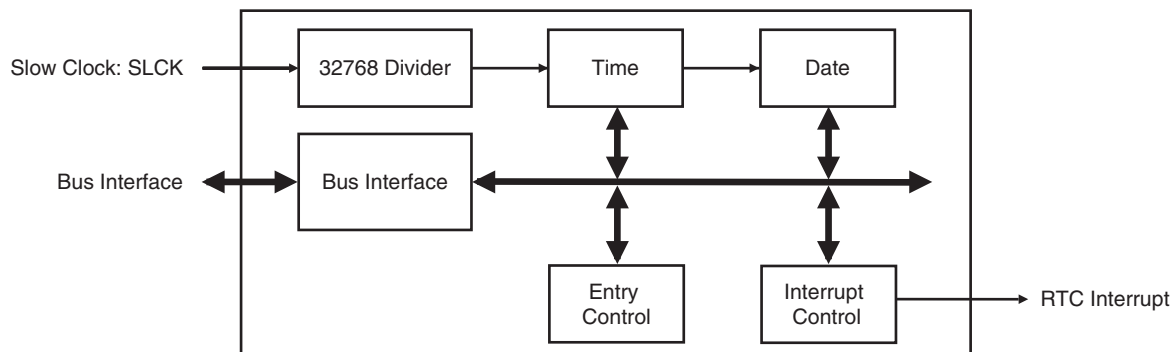 Slow Clock: SLCK
32768 Divider
Time
Date
Bus Interface
Bus Interface
Entry
Control
Interrupt
Control
RTC Interrupt